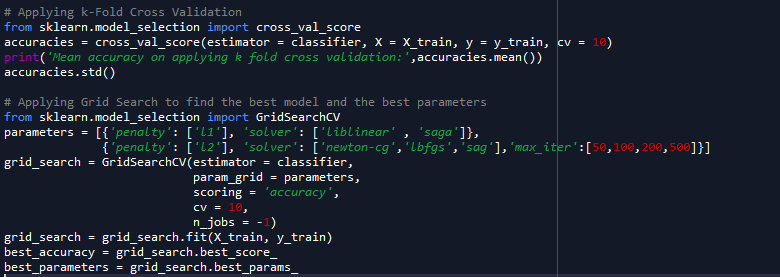 # Applying k-Fold Cross Validation
from sklearn.model_selection import cross_val_score
accuracies = cross_val_score(estimator = classifier, X = X_train, y = y_train, cv = 10)
print('Mean accuracy on applying k fold cross validation:',accuracies.mean())
accuracies.std()

# Applying Grid Search to find the best model and the best parameters
from sklearn.model_selection import GridSearchCV
parameters = [{'penalty': ['l1'], 'solver': ['liblinear' , 'saga']},
              {'penalty': ['l2'], 'solver': ['newton-cg','lbfgs','sag'],'max_iter':[50,100,200,500]}]
grid_search = GridSearchCV(estimator = classifier,
                           param_grid = parameters,
                           scoring = 'accuracy',
                           cv = 10,
                           n_jobs = -1)
grid_search = grid_search.fit(X_train, y_train)
best_accuracy = grid_search.best_score_
best_parameters = grid_search.best_params_